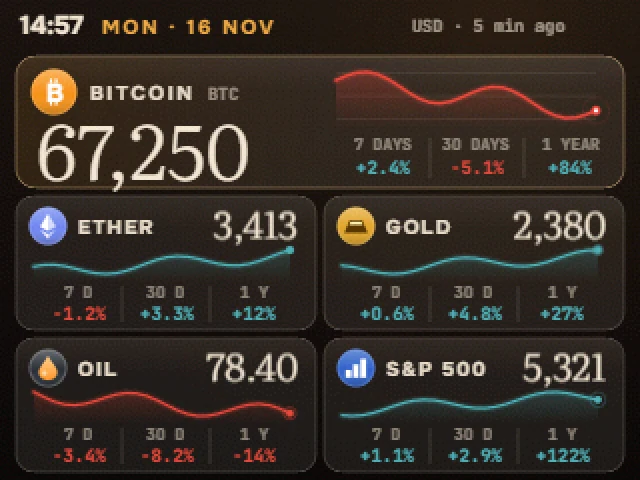 14:57 MON · 16 NOV USD · 5 min ago
BITCOIN BTC
67,250
7 DAYS 30 DAYS 1 YEAR
+2.4% -5.1% +84%
ETHER 3,413
7 D 30 D 1 Y
-1.2% +3.3% +12%
GOLD 2,380
7 D 30 D 1 Y
+0.6% +4.8% +27%
OIL 78.40
7 D 30 D 1 Y
-3.4% -8.2% -14%
S&P 500 5,321
7 D 30 D 1 Y
+1.1% +2.9% +122%